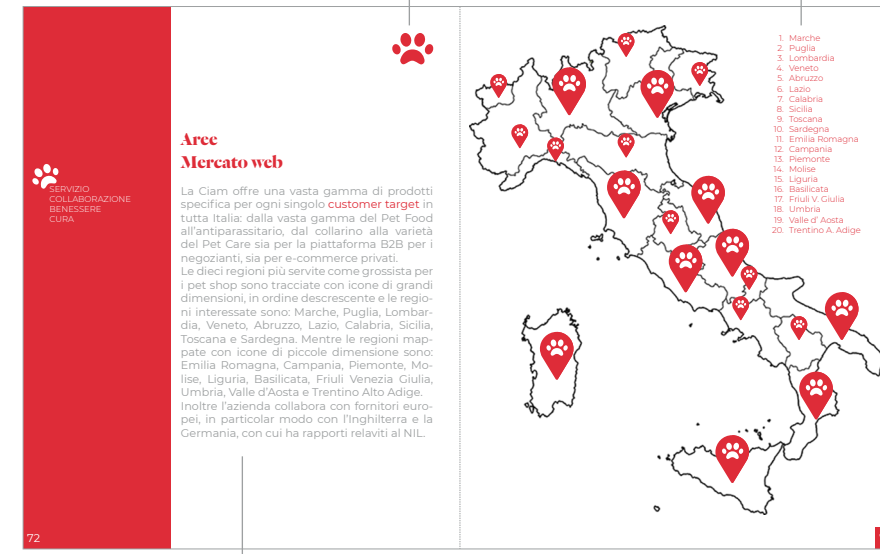 SERVIZIO
COLLABORAZIONE
BENESSERE
CURA
72
Aree
Mercato web
La Ciam offre una vasta gamma di prodotti
specifica per ogni singolo customer target in
tutta Italia: dalla vasta gamma del Pet Food
all'antiparassitario, dal collarino alla varietà
del Pet Care sia per la piattaforma B2B per i
negozianti, sia per e-commerce privati.
Le dieci regioni più servite come grossista per
i pet shop sono tracciate con icone di grandi
dimensioni, in ordine descrescente e le regio-
ni interessate sono: Marche, Puglia, Lombar-
dia, Veneto, Abruzzo, Lazio, Calabria, Sicilia,
Toscana e Sardegna. Mentre le regioni map-
pate con icone di piccole dimensione sono:
Emilia Romagna, Campania, Piemonte, Mo-
lise, Liguria, Basilicata, Friuli Venezia Giulia,
Umbria, Valle d'Aosta e Trentino Alto Adige.
Inoltre l'azienda collabora con fornitori euro-
pei, in particolar modo con l'Inghilterra e la
Germania, con cui ha rapporti relaviti al NIL.
1. Marche
2. Puglia
3. Lombardia
4. Veneto
5. Abruzzo
6. Lazio
7. Calabria
8. Sicilia
9. Toscana
10. Sardegna
11. Emilia Romagna
12. Campania
13. Piemonte
14. Molise
15. Liguria
16. Basilicata
17. Friuli V. Giulia
18. Umbria
19. Valle d' Aosta
20. Trentino A. Adige